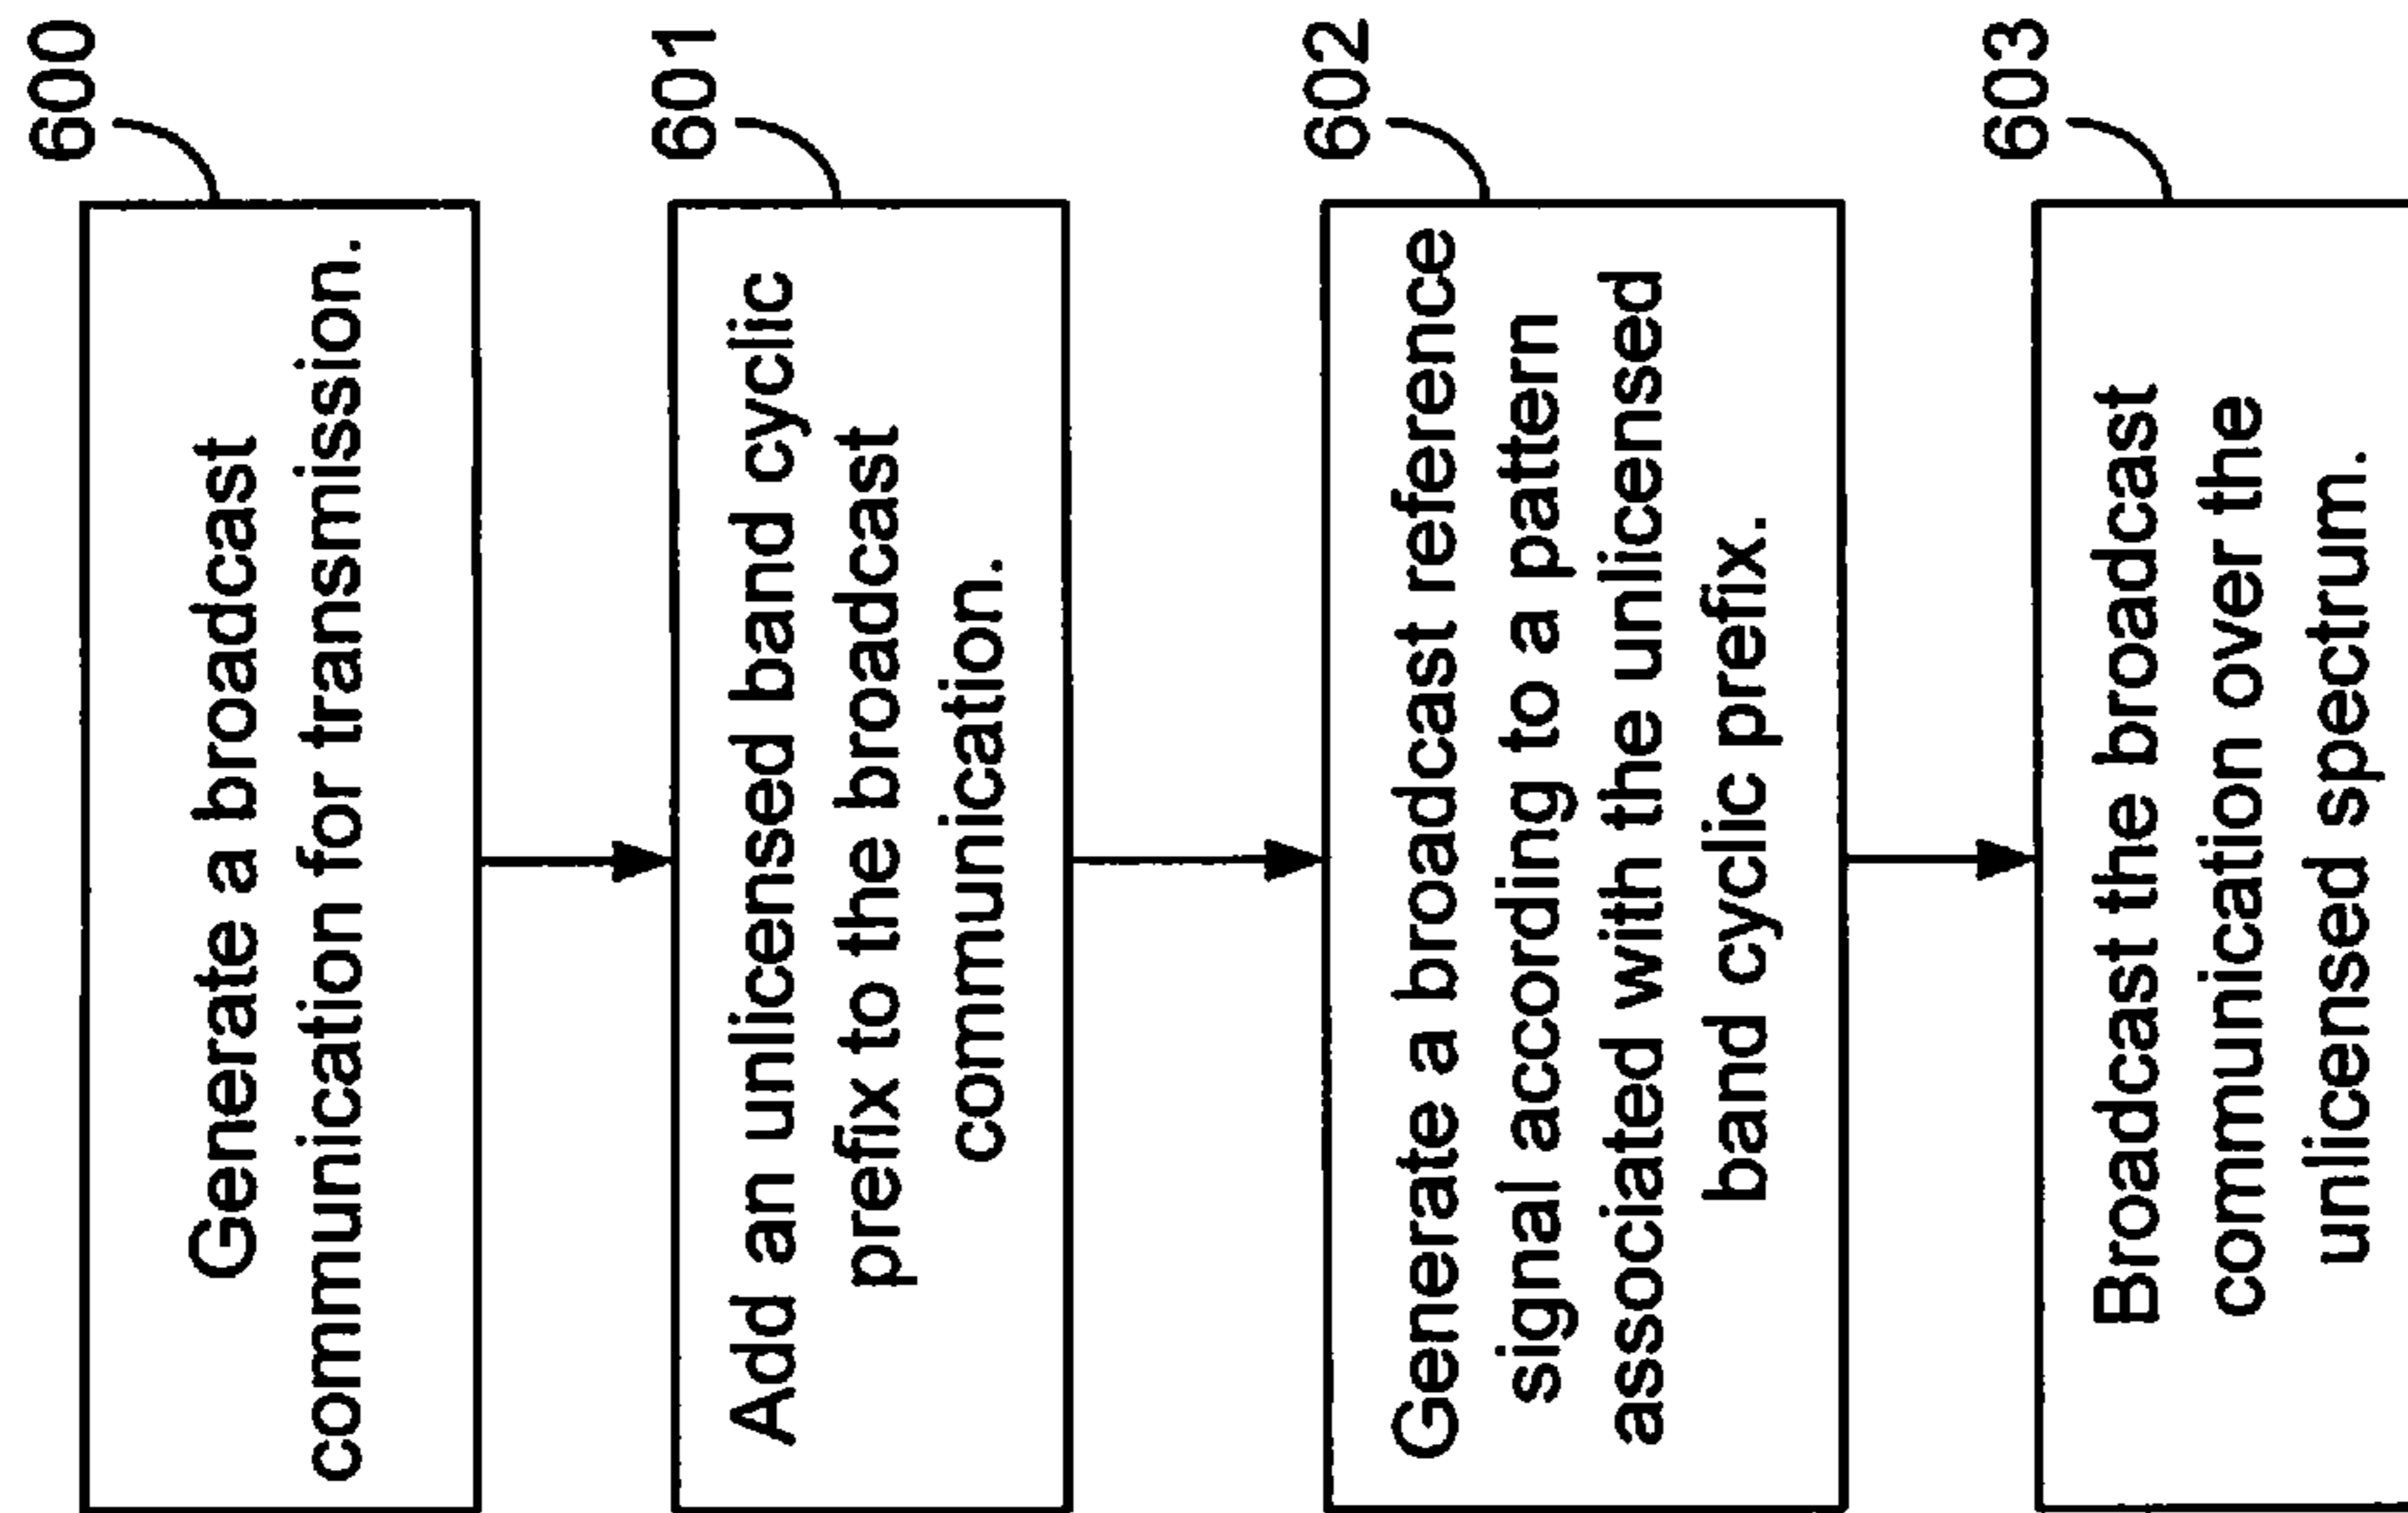 600
Generate a broadcast
communication for transmission.
601
Add an unlicensed band cyclic
prefix to the broadcast
communication.
602
Generate a broadcast reference
signal according to a pattern
associated with the unlicensed
band cyclic prefix.
603
Broadcast the broadcast
communication over the
unlicensed spectrum.